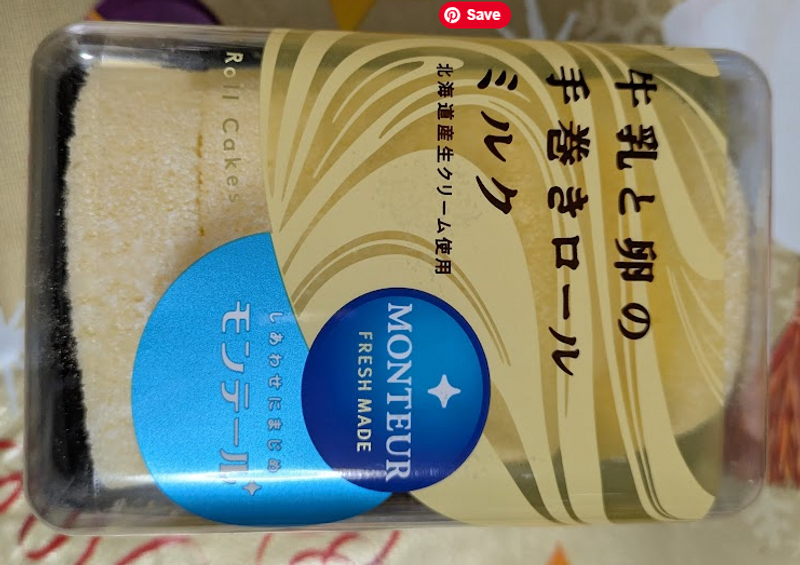 Save
牛乳と卵の
手巻きロール
ミルク
北海道産生クリーム使用
Roll Cakes
MONTEUR
FRESH MADE
しあわせにまじめ
モンテール